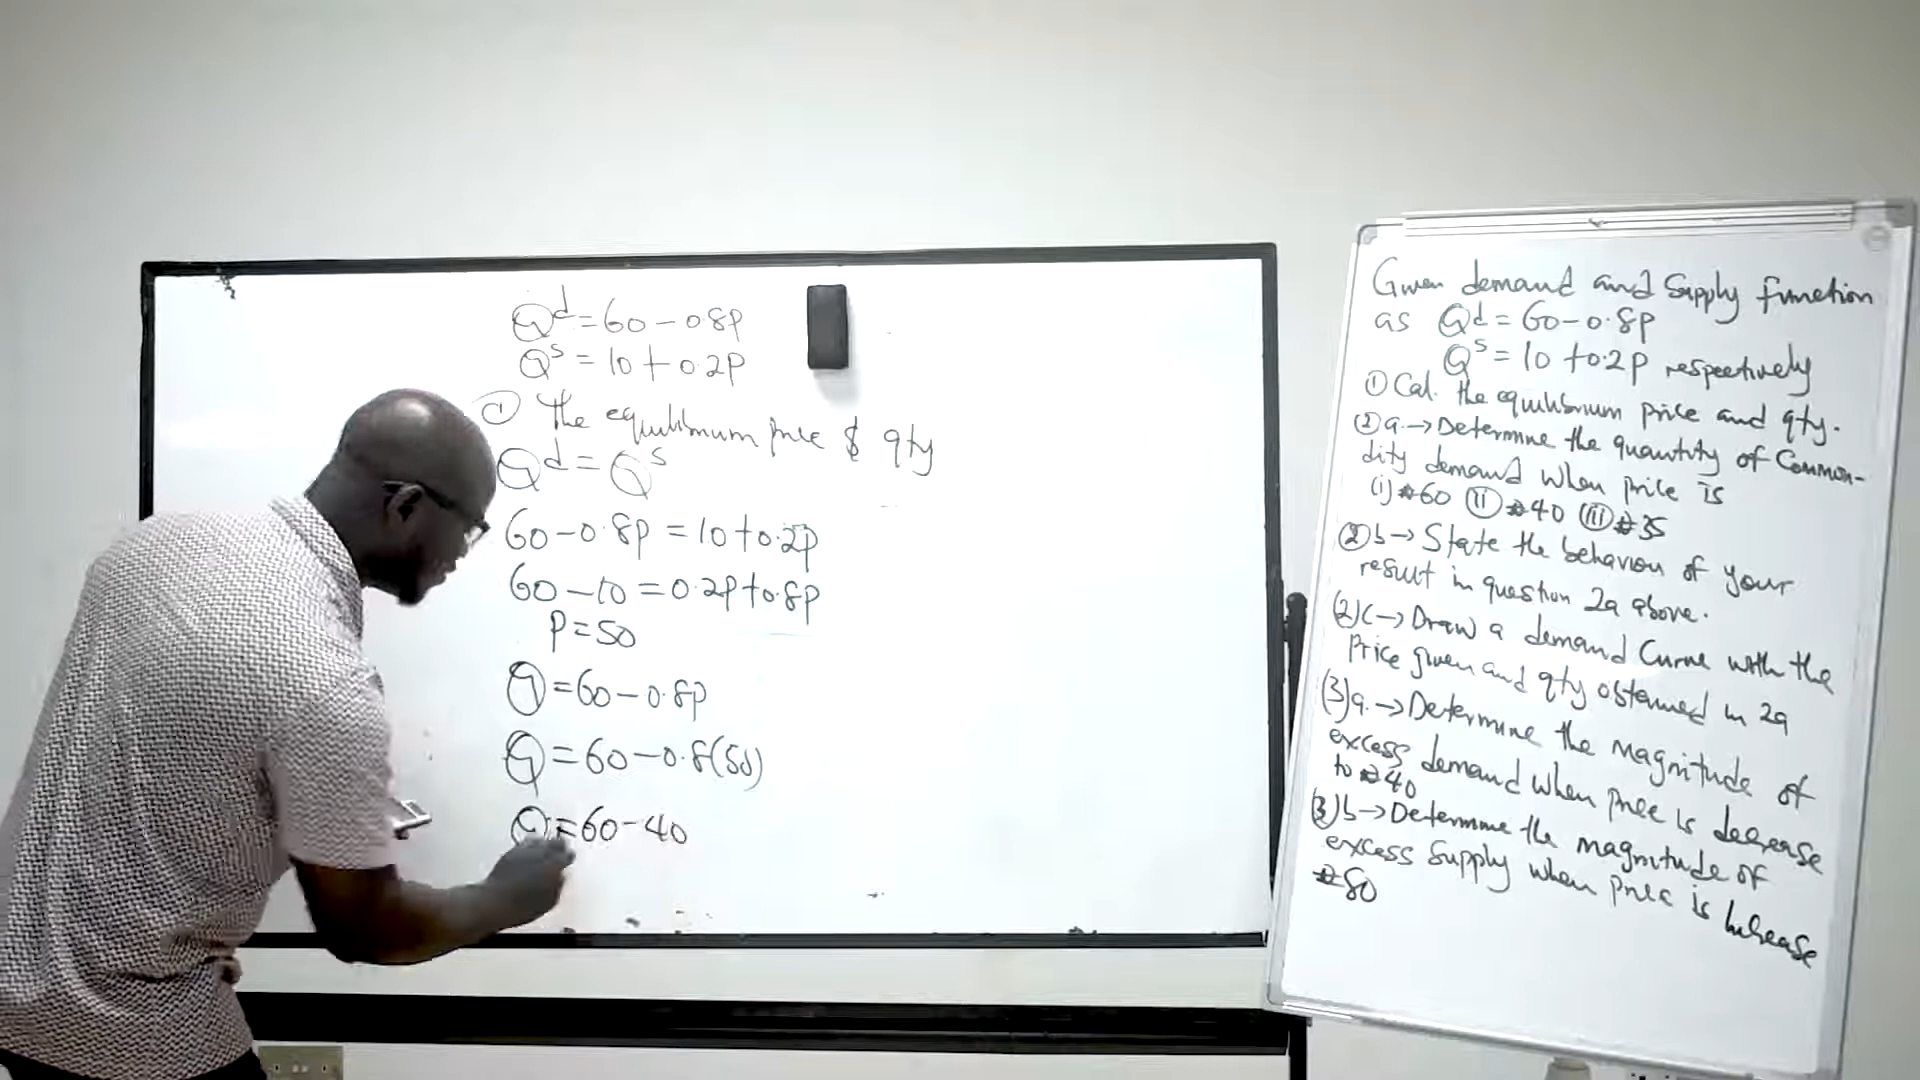 Qd = 60 - 0.8p
Qs = 10 + 0.2p
① The equilibrium price $ qty
Qd = Qs
60 - 0.8p = 10 + 0.2p
60 - 10 = 0.2p + 0.8p
P = 50
Q = 60 - 0.8p
Q = 60 - 0.8(50)
Q = 60 - 40
Given demand and Supply function
as Qd = 60 - 0.8p
Qs = 10 + 0.2p respectively
① Cal. the equilibrium price and qty.
② a. → Determine the quantity of Common-
dity demand when price is
(i) ₦60 (ii) ₦40 (iii) ₦35
② b → State the behaviou of your
result in question 2a above.
(2) c → Draw a demand Curve with the
Price given and qty obtained in 2a
(3) a. → Determine the magnitude of
excess demand when price is decrease
to ₦40
(3) b → Determine the magnitude of
excess Supply when price is Increase
₦80